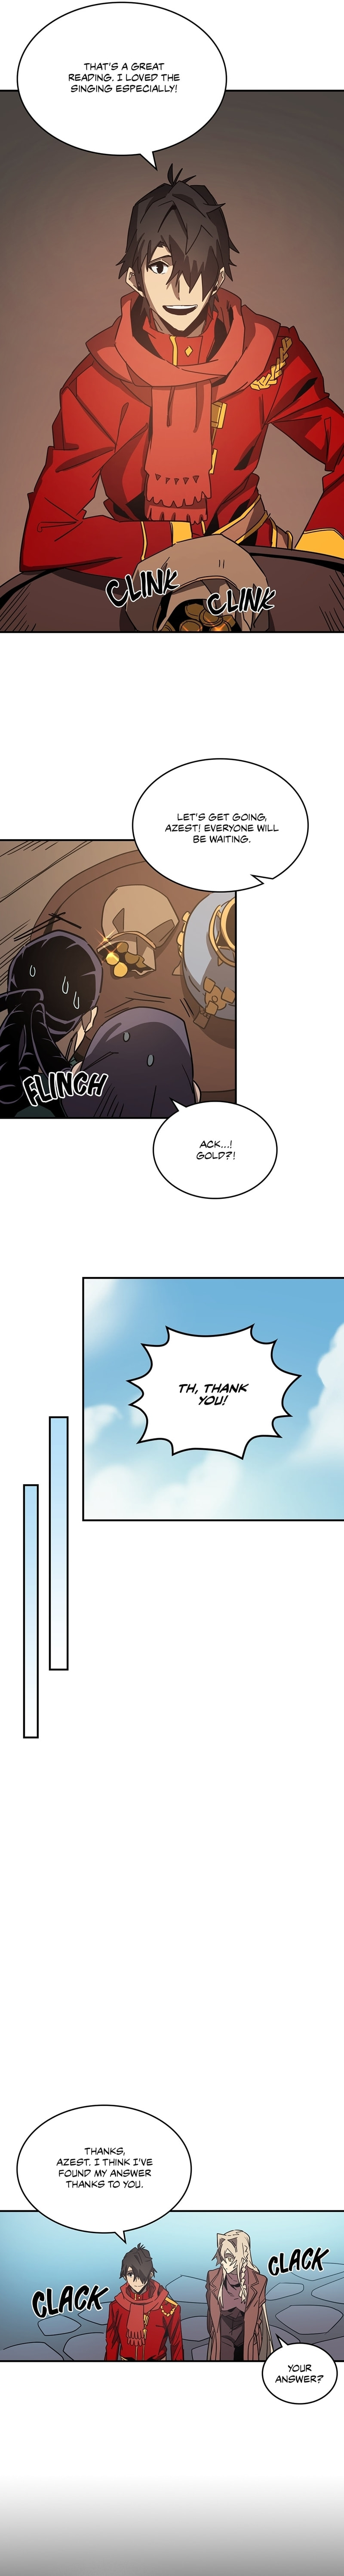 THAT'S A GREAT
READING. I LOVED THE
SINGING ESPECIALLY!
CLINK
CLINK
LET'S GET GOING,
AZEST! EVERYONE WILL
BE WAITING.
FLINCH
ACK...!
GOLD?!
TH, THANK
YOU!
THANKS,
AZEST. I THINK I'VE
FOUND MY ANSWER
THANKS TO YOU.
CLACK
CLACK
YOUR
ANSWER?